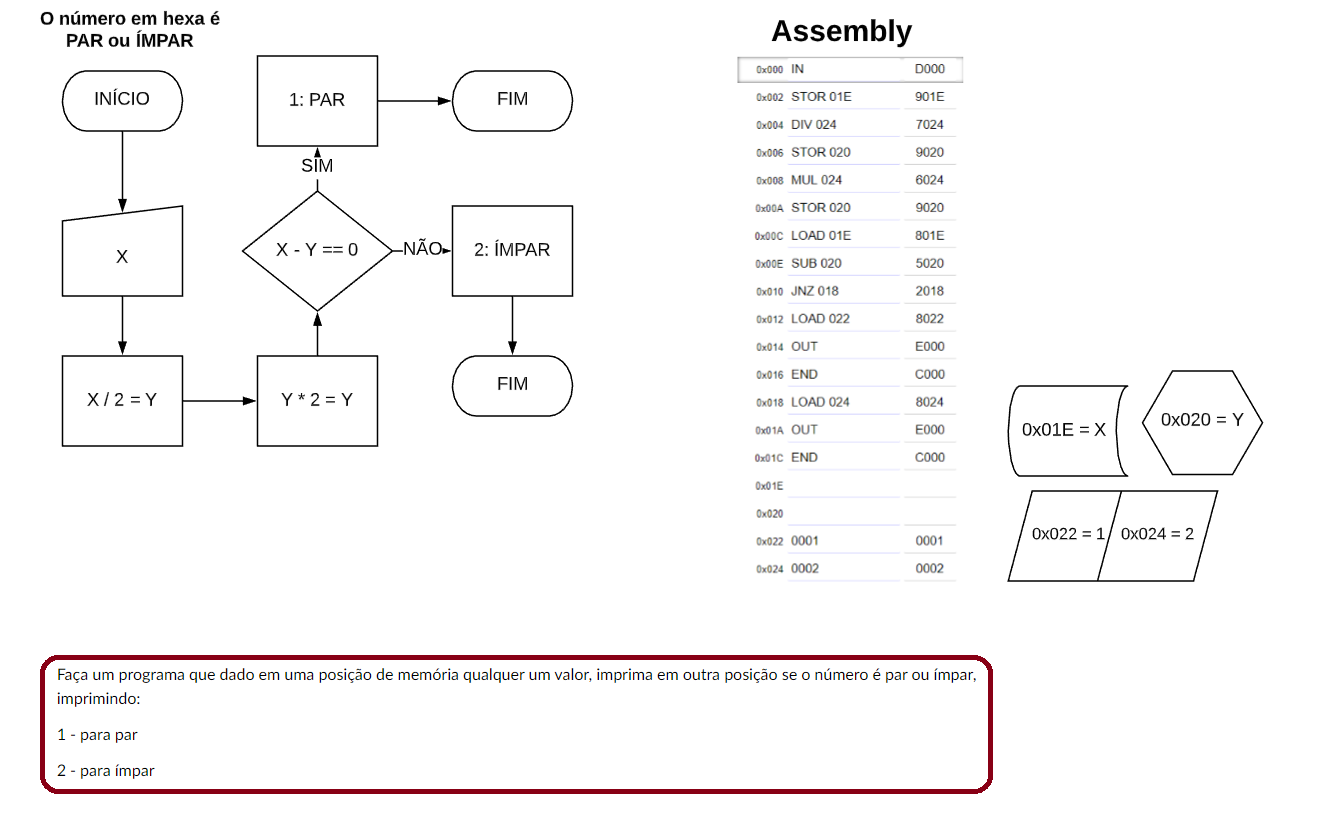 O número em hexa é
PAR ou ÍMPAR
INÍCIO
X
X / 2 = Y
Y * 2 = Y
X - Y == 0
SIM
1: PAR
FIM
NÃO
2: ÍMPAR
FIM
Assembly
0x000 IN D000
0x002 STOR 01E 901E
0x004 DIV 024 7024
0x006 STOR 020 9020
0x008 MUL 024 6024
0x00A STOR 020 9020
0x00C LOAD 01E 801E
0x00E SUB 020 5020
0x010 JNZ 018 2018
0x012 LOAD 022 8022
0x014 OUT E000
0x016 END C000
0x018 LOAD 024 8024
0x01A OUT E000
0x01C END C000
0x01E
0x020
0x022 0001 0001
0x024 0002 0002
0x01E = X
0x020 = Y
0x022 = 1
0x024 = 2
Faça um programa que dado em uma posição de memória qualquer um valor, imprima em outra posição se o número é par ou ímpar,
imprimindo:
1 - para par
2 - para ímpar